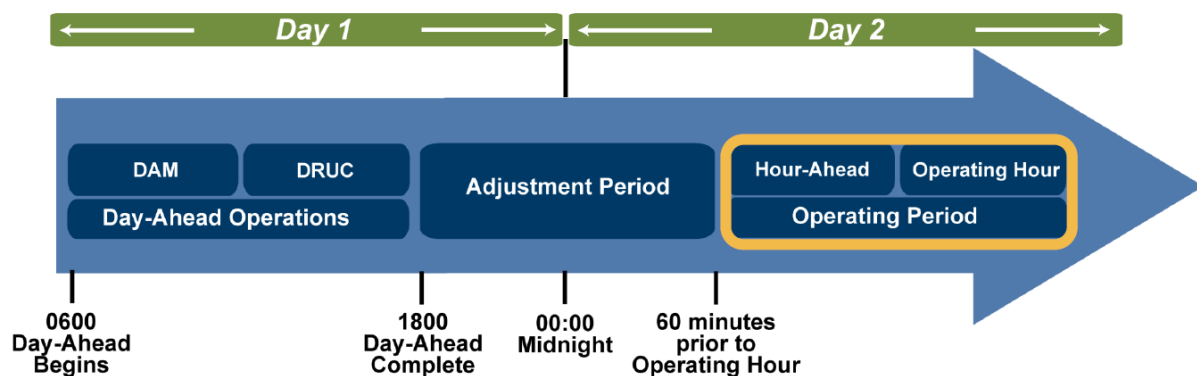 Day 1
Day 2
DAM
DRUC
Day-Ahead Operations
Adjustment Period
Hour-Ahead
Operating Hour
Operating Period
0600
Day-Ahead
Begins
1800
Day-Ahead
Complete
00:00
Midnight
60 minutes
prior to
Operating Hour